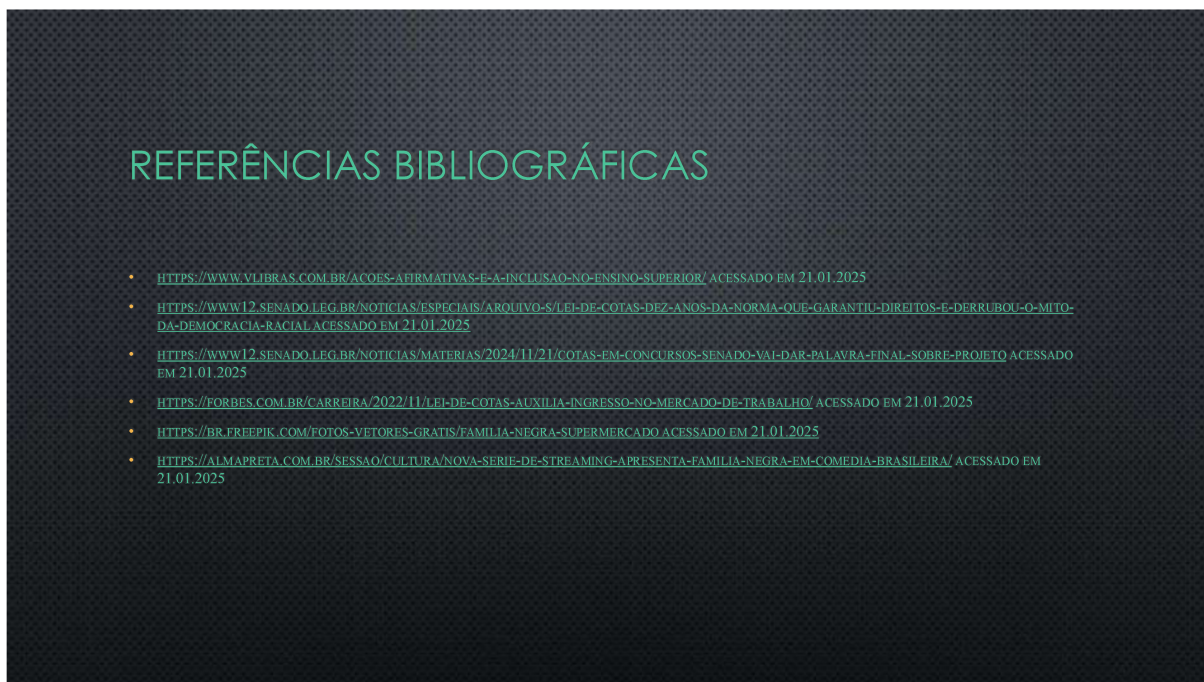 REFERÊNCIAS BIBLIOGRÁFICAS
• HTTPS://WWW.VLIBRAS.COM.BR/ACOES-AFIRMATIVAS-E-A-INCLUSAO-NO-ENSINO-SUPERIOR/ ACESSADO EM 21.01.2025
• HTTPS://WWW12.SENADO.LEG.BR/NOTICIAS/ESPECIAIS/ARQUIVO-S/LEI-DE-COTAS-DEZ-ANOS-DA-NORMA-QUE-GARANTIU-DIREITOS-E-DERRUBOU-O-MITO-
DA-DEMOCRACIA-RACIAL ACESSADO EM 21.01.2025
• HTTPS://WWW12.SENADO.LEG.BR/NOTICIAS/MATERIAS/2024/11/21/COTAS-EM-CONCURSOS-SENADO-VAI-DAR-PALAVRA-FINAL-SOBRE-PROJETO ACESSADO
EM 21.01.2025
• HTTPS://FORBES.COM.BR/CARREIRA/2022/11/LEI-DE-COTAS-AUXILIA-INGRESSO-NO-MERCADO-DE-TRABALHO/ ACESSADO EM 21.01.2025
• HTTPS://BR.FREEPIK.COM/FOTOS-VETORES-GRATIS/FAMILIA-NEGRA-SUPERMERCADO ACESSADO EM 21.01.2025
• HTTPS://ALMAPRETA.COM.BR/SESSAO/CULTURA/NOVA-SERIE-DE-STREAMING-APRESENTA-FAMILIA-NEGRA-EM-COMEDIA-BRASILEIRA/ ACESSADO EM
21.01.2025